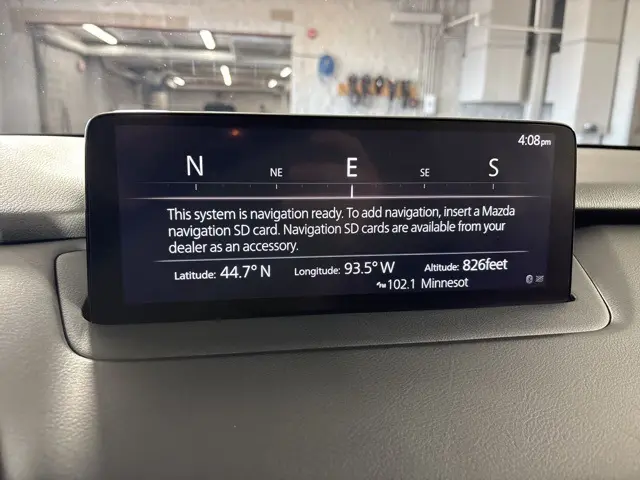 4:08pm
N NE E SE S
This system is navigation ready. To add navigation, insert a Mazda
navigation SD card. Navigation SD cards are available from your
dealer as an accessory.
Latitude: 44.7° N Longitude: 93.5° W Altitude: 826feet
102.1 Minnesot